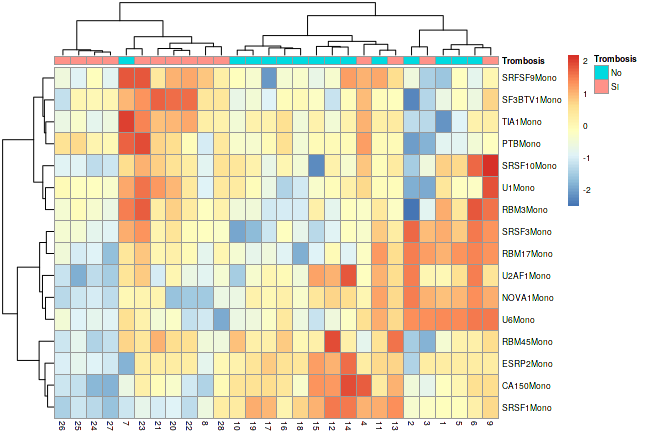 Trombosis
SRFSF9Mono
SF3BTV1Mono
TIA1Mono
PTBMono
SRSF10Mono
U1Mono
RBM3Mono
SRSF3Mono
RBM17Mono
U2AF1Mono
NOVA1Mono
U6Mono
RBM45Mono
ESRP2Mono
CA150Mono
SRSF1Mono
26 25 24 27 7 23 21 20 22 8 28 10 19 17 16 18 15 12 14 4 11 13 2 3 1 5 6 9
2
1
0
-1
-2
Trombosis
No
SI